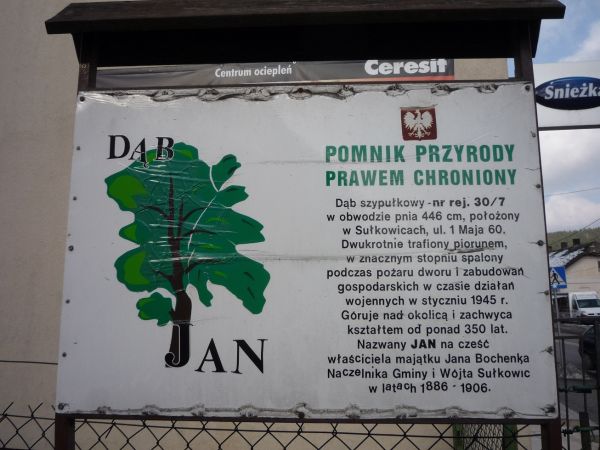 Centrum ociepleń
Ceresit
Śnieżka
DĄB
JAN
POMNIK PRZYRODY
PRAWEM CHRONIONY
Dąb szypułkowy - nr rej. 30/7
w obwodzie pnia 446 cm, położony
w Sułkowicach, ul. 1 Maja 60.
Dwukrotnie trafiony piorunem,
w znacznym stopniu spalony
podczas pożaru dworu i zabudowań
gospodarskich w czasie działań
wojennych w styczniu 1945 r.
Góruje nad okolicą i zachwyca
kształtem od ponad 350 lat.
Nazwany JAN na cześć
właściciela majątku Jana Bochenka
Naczelnika Gminy i Wójta Sułkowic
w latach 1886 - 1906.